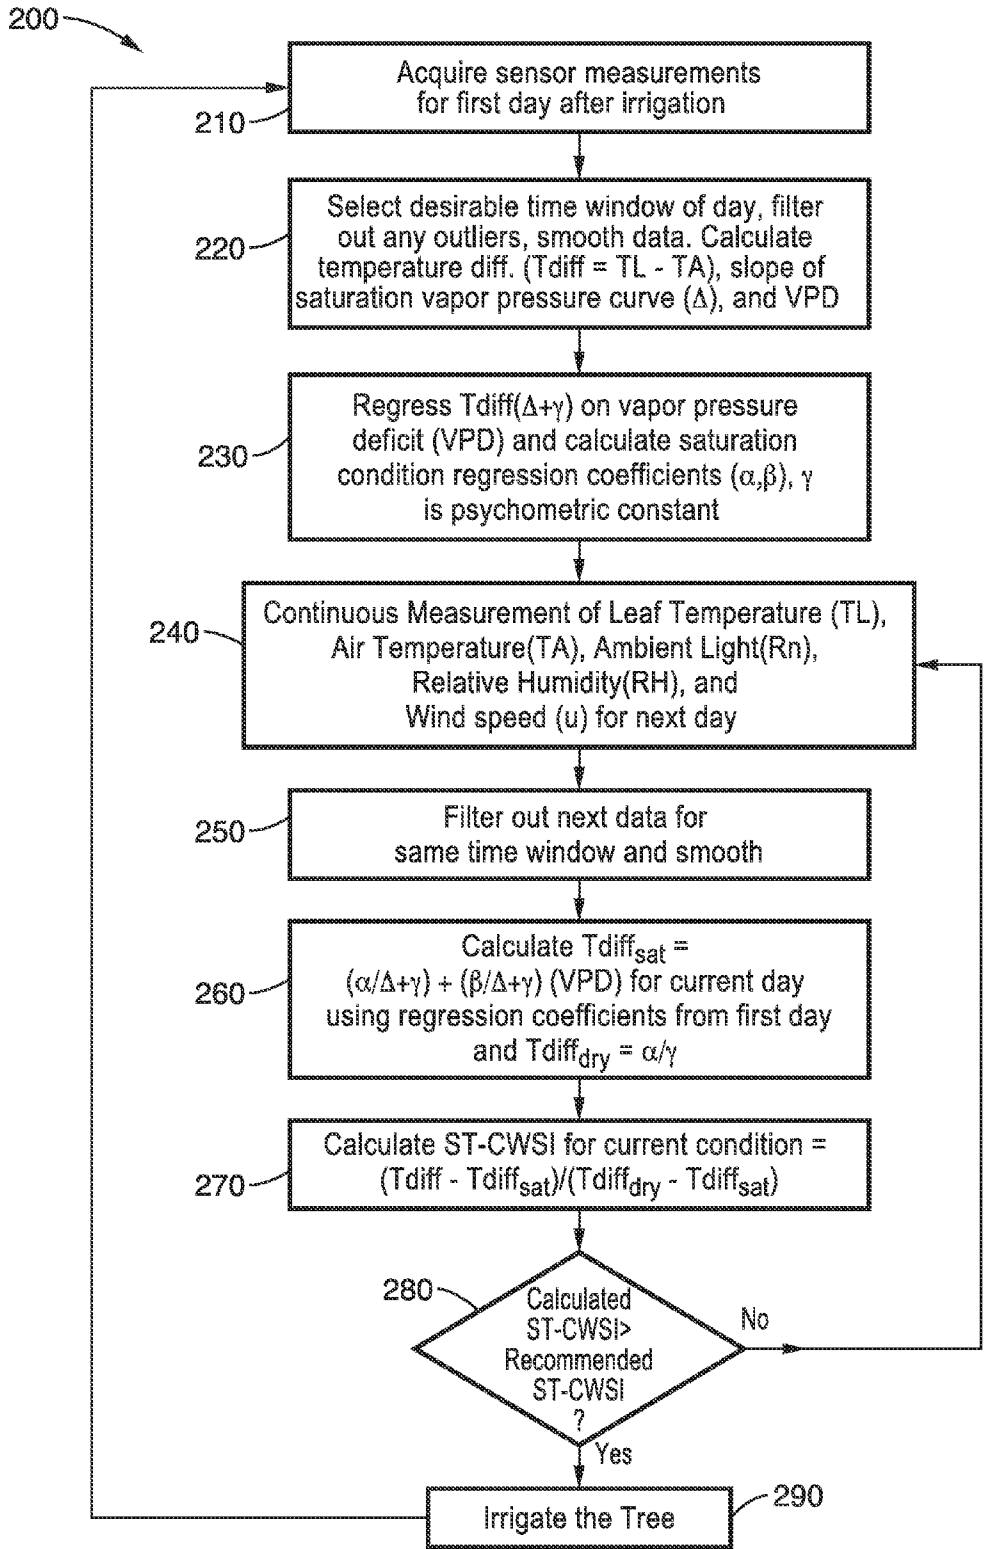 200
Acquire sensor measurements
for first day after irrigation
210
Select desirable time window of day, filter
out any outliers, smooth data. Calculate
temperature diff. (Tdiff = TL - TA), slope of
saturation vapor pressure curve (Δ), and VPD
220
Regress Tdiff(Δ+γ) on vapor pressure
deficit (VPD) and calculate saturation
condition regression coefficients (α,β), γ
is psychometric constant
230
Continuous Measurement of Leaf Temperature (TL),
Air Temperature(TA), Ambient Light(Rn),
Relative Humidity(RH), and
Wind speed (u) for next day
240
Filter out next data for
same time window and smooth
250
Calculate Tdiffsat =
(α/Δ+γ) + (β/Δ+γ) (VPD) for current day
using regression coefficients from first day
and Tdiffdry = α/γ
260
Calculate ST-CWSI for current condition =
(Tdiff - Tdiffsat)/(Tdiffdry - Tdiffsat)
270
280
Calculated
ST-CWSI>
Recommended
ST-CWSI
?
No
Yes
Irrigate the Tree
290